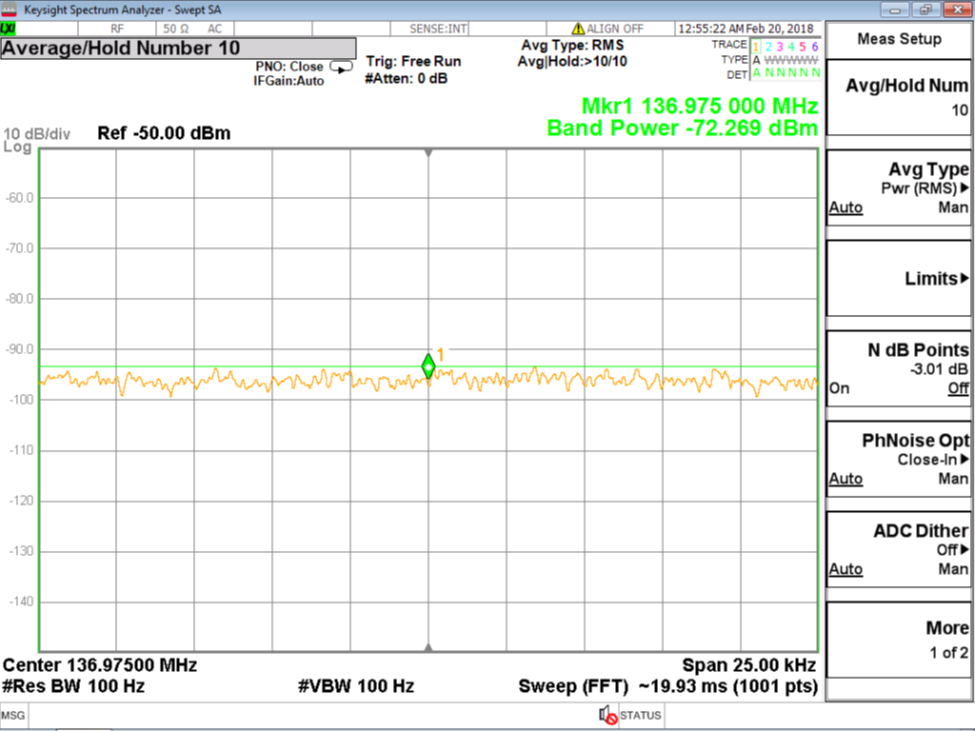 Keysight Spectrum Analyzer - Swept SA
LXI
RF 50 Ω AC SENSE:INT ALIGN OFF 12:55:22 AM Feb 20, 2018
Average/Hold Number 10
PNO: Close
IFGain:Auto
Trig: Free Run
#Atten: 0 dB
Avg Type: RMS
Avg|Hold:>10/10
TRACE 1 2 3 4 5 6
TYPE A WWWWW
DET A N N N N N
Mkr1 136.975 000 MHz
Band Power -72.269 dBm
10 dB/div Ref -50.00 dBm
Log
-60.0
-70.0
-80.0
-90.0
1
-100
-110
-120
-130
-140
Center 136.97500 MHz Span 25.00 kHz
#Res BW 100 Hz #VBW 100 Hz Sweep (FFT) ~19.93 ms (1001 pts)
MSG STATUS
Meas Setup
Avg/Hold Num
10
Avg Type
Pwr (RMS)
Auto Man
Limits
N dB Points
-3.01 dB
On Off
PhNoise Opt
Close-In
Auto Man
ADC Dither
Off
Auto Man
More
1 of 2